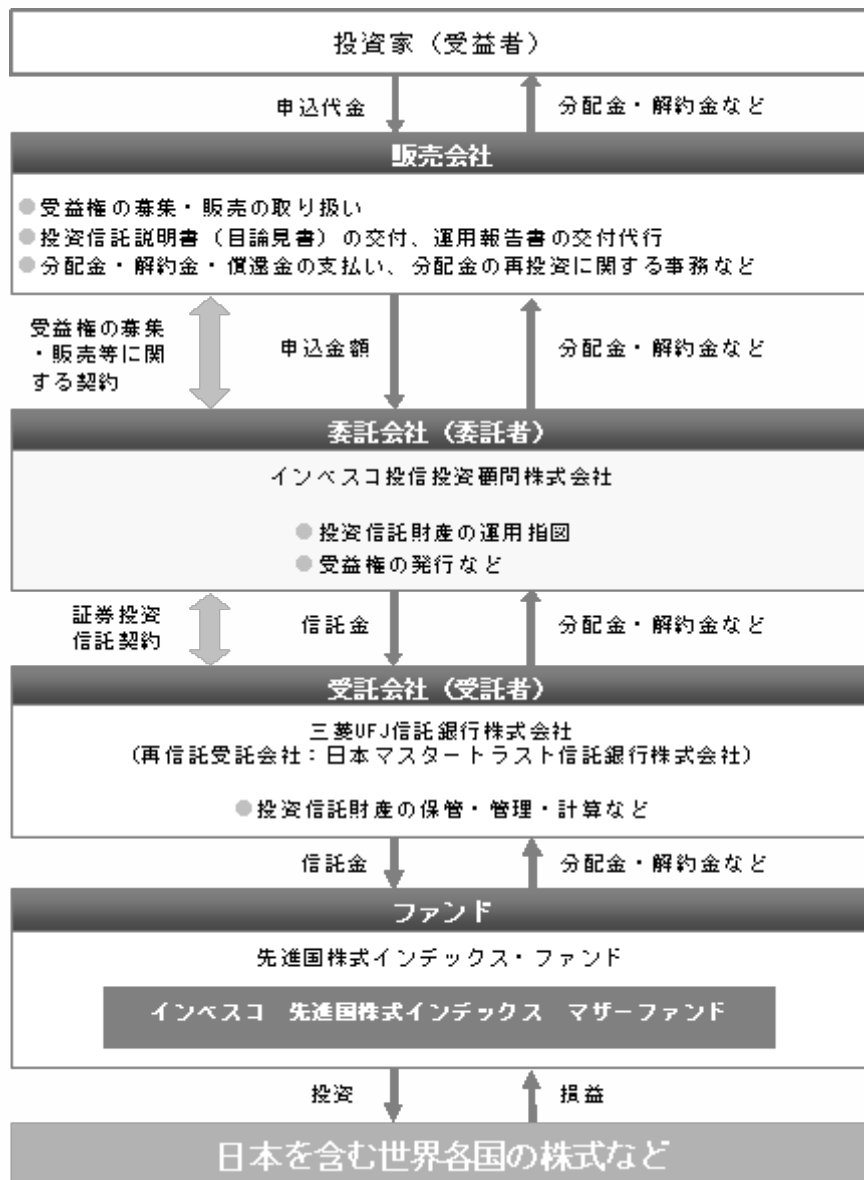 投資家（受益者）
申込代金
分配金・解約金など
販売会社
●受益権の募集・販売の取り扱い
●投資信託説明書（目論見書）の交付、運用報告書の交付代行
●分配金・解約金・償還金の支払い、分配金の再投資に関する事務など
受益権の募集
・販売等に関
する契約
申込金額
分配金・解約金など
委託会社（委託者）
インベスコ投信投資顧問株式会社
●投資信託財産の運用指図
●受益権の発行など
証券投資
信託契約
信託金
分配金・解約金など
受託会社（受託者）
三菱UFJ信託銀行株式会社
（再信託受託会社：日本マスタートラスト信託銀行株式会社）
●投資信託財産の保管・管理・計算など
信託金
分配金・解約金など
ファンド
先進国株式インデックス・ファンド
インベスコ　先進国株式インデックス　マザーファンド
投資
損益
日本を含む世界各国の株式など